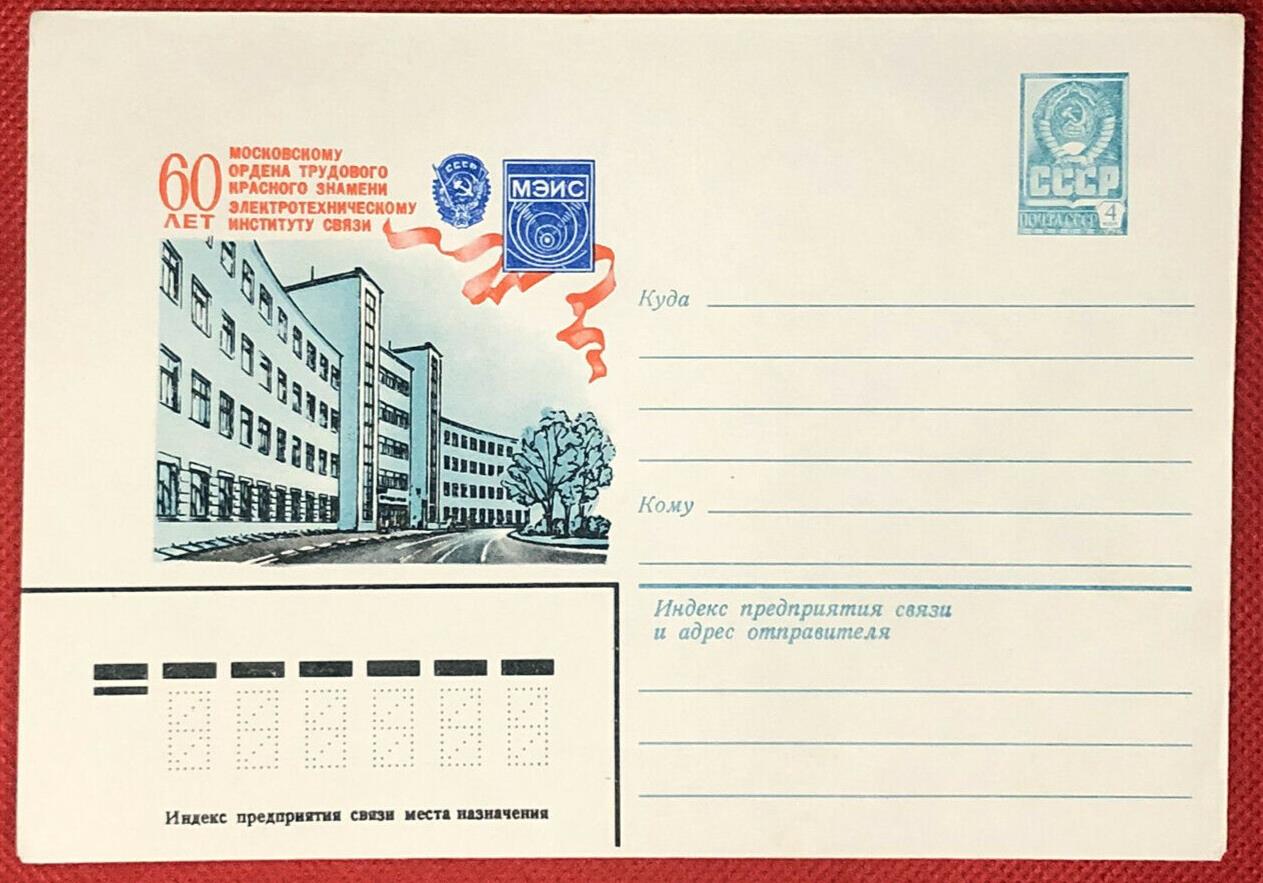 60
ЛЕТ
МОСКОВСКОМУ
ОРДЕНА ТРУДОВОГО
КРАСНОГО ЗНАМЕНИ
ЭЛЕКТРОТЕХНИЧЕСКОМУ
ИНСТИТУТУ СВЯЗИ
СССР
МЭИС
СССР
ПОЧТА СССР
4
Куда
Кому
Индекс предприятия связи
и адрес отправителя
Индекс предприятия связи места назначения